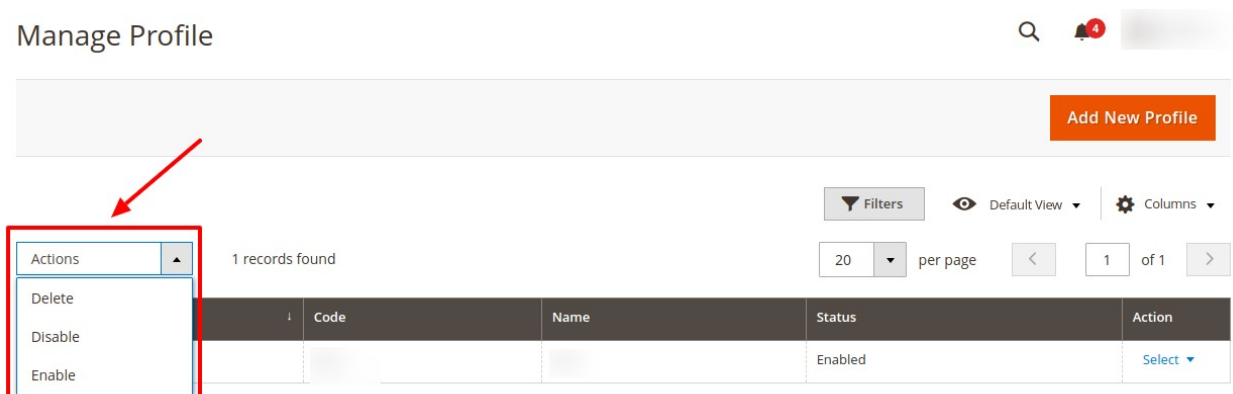 Manage Profile
4
Add New Profile
Filters
Default View
Columns
Actions
1 records found
20
per page
1
of 1
Delete
Disable
Enable
↓ Code Name Status Action
Enabled
Select